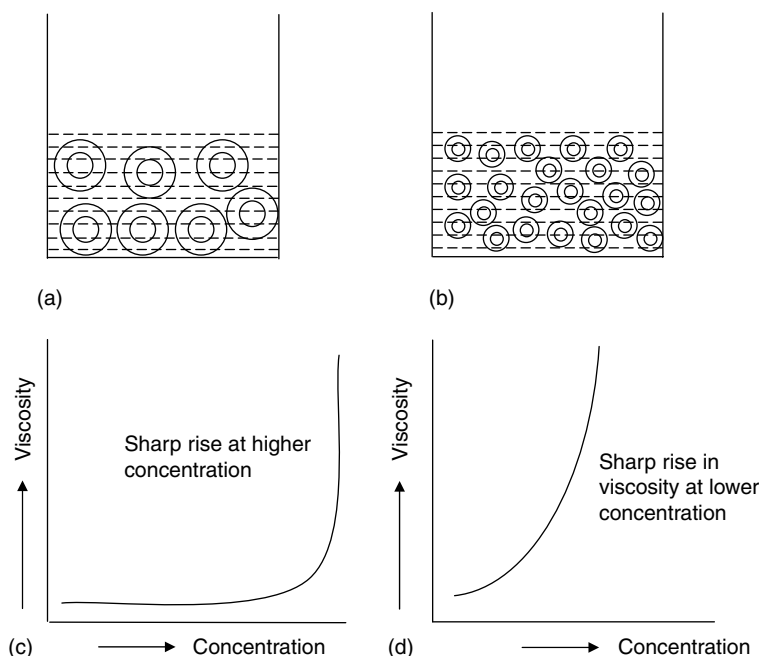 (a)
(b)
Viscosity
Sharp rise at higher
concentration
(c)
Concentration
Viscosity
Sharp rise in
viscosity at lower
concentration
(d)
Concentration